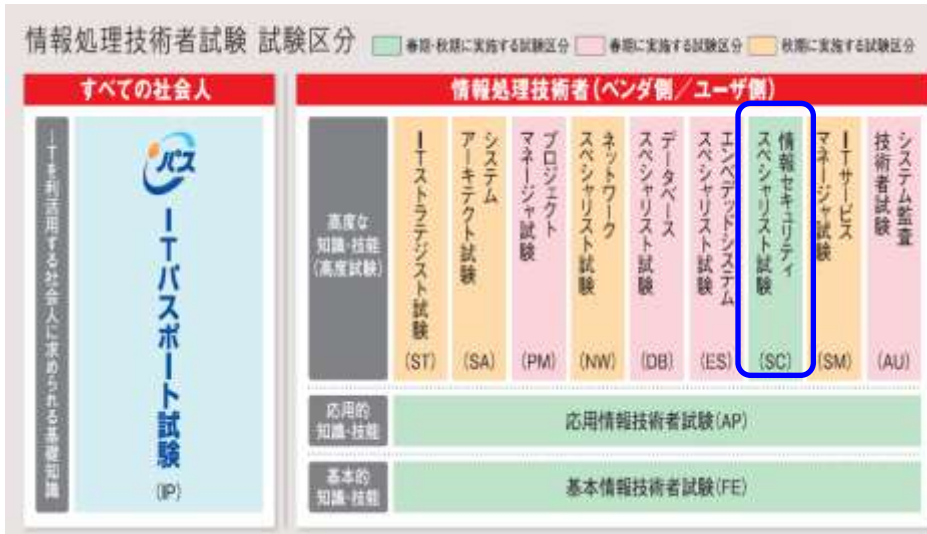 情報処理技術者試験 試験区分
春期・秋期に実施する試験区分
春期に実施する試験区分
秋期に実施する試験区分
すべての社会人
情報処理技術者(ベンダ側/ユーザ側)
ITを利活用する社会人に求められる基礎知識
iパス
ITパスポート試験
(IP)
高度な
知識・技能
(高度試験)
ITストラテジスト試験
(ST)
システム
アーキテクト試験
(SA)
プロジェクト
マネージャ試験
(PM)
ネットワーク
スペシャリスト試験
(NW)
データベース
スペシャリスト試験
(DB)
エンベデッドシステム
スペシャリスト試験
(ES)
情報セキュリティ
スペシャリスト試験
(SC)
ITサービス
マネージャ試験
(SM)
システム監査
技術者試験
(AU)
応用的
知識・技能
応用情報技術者試験(AP)
基本的
知識・技能
基本情報技術者試験(FE)